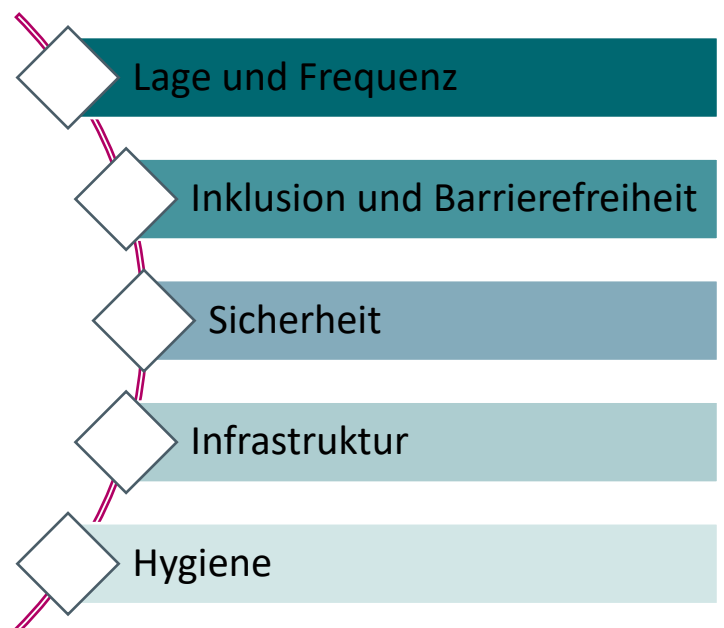 Lage und Frequenz
Inklusion und Barrierefreiheit
Sicherheit
Infrastruktur
Hygiene